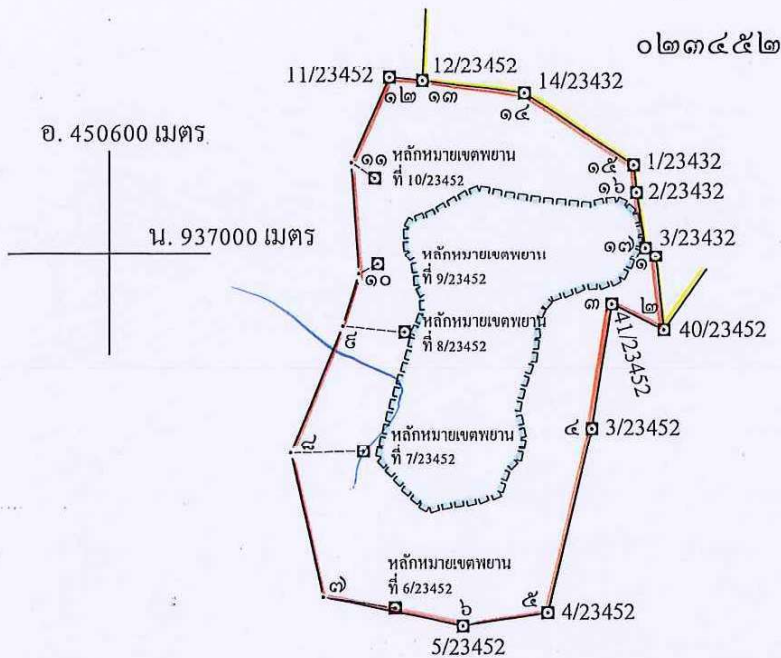 ๐๒๓๔๕๒
12/23452
11/23452
14/23432
๑๒
๑๓
๑๔
อ. 450600 เมตร
๑๑ หลักหมายเขตพยาน
ที่ 10/23452
๑๕
1/23432
๑๖
2/23432
น. 937000 เมตร
๑๗
3/23432
หลักหมายเขตพยาน
ที่ 9/23452
๑
๑๐
๒
๓
40/23452
41/23452
๙
หลักหมายเขตพยาน
ที่ 8/23452
๔
3/23452
๘
หลักหมายเขตพยาน
ที่ 7/23452
หลักหมายเขตพยาน
ที่ 6/23452
๗
๕
4/23452
๖
5/23452